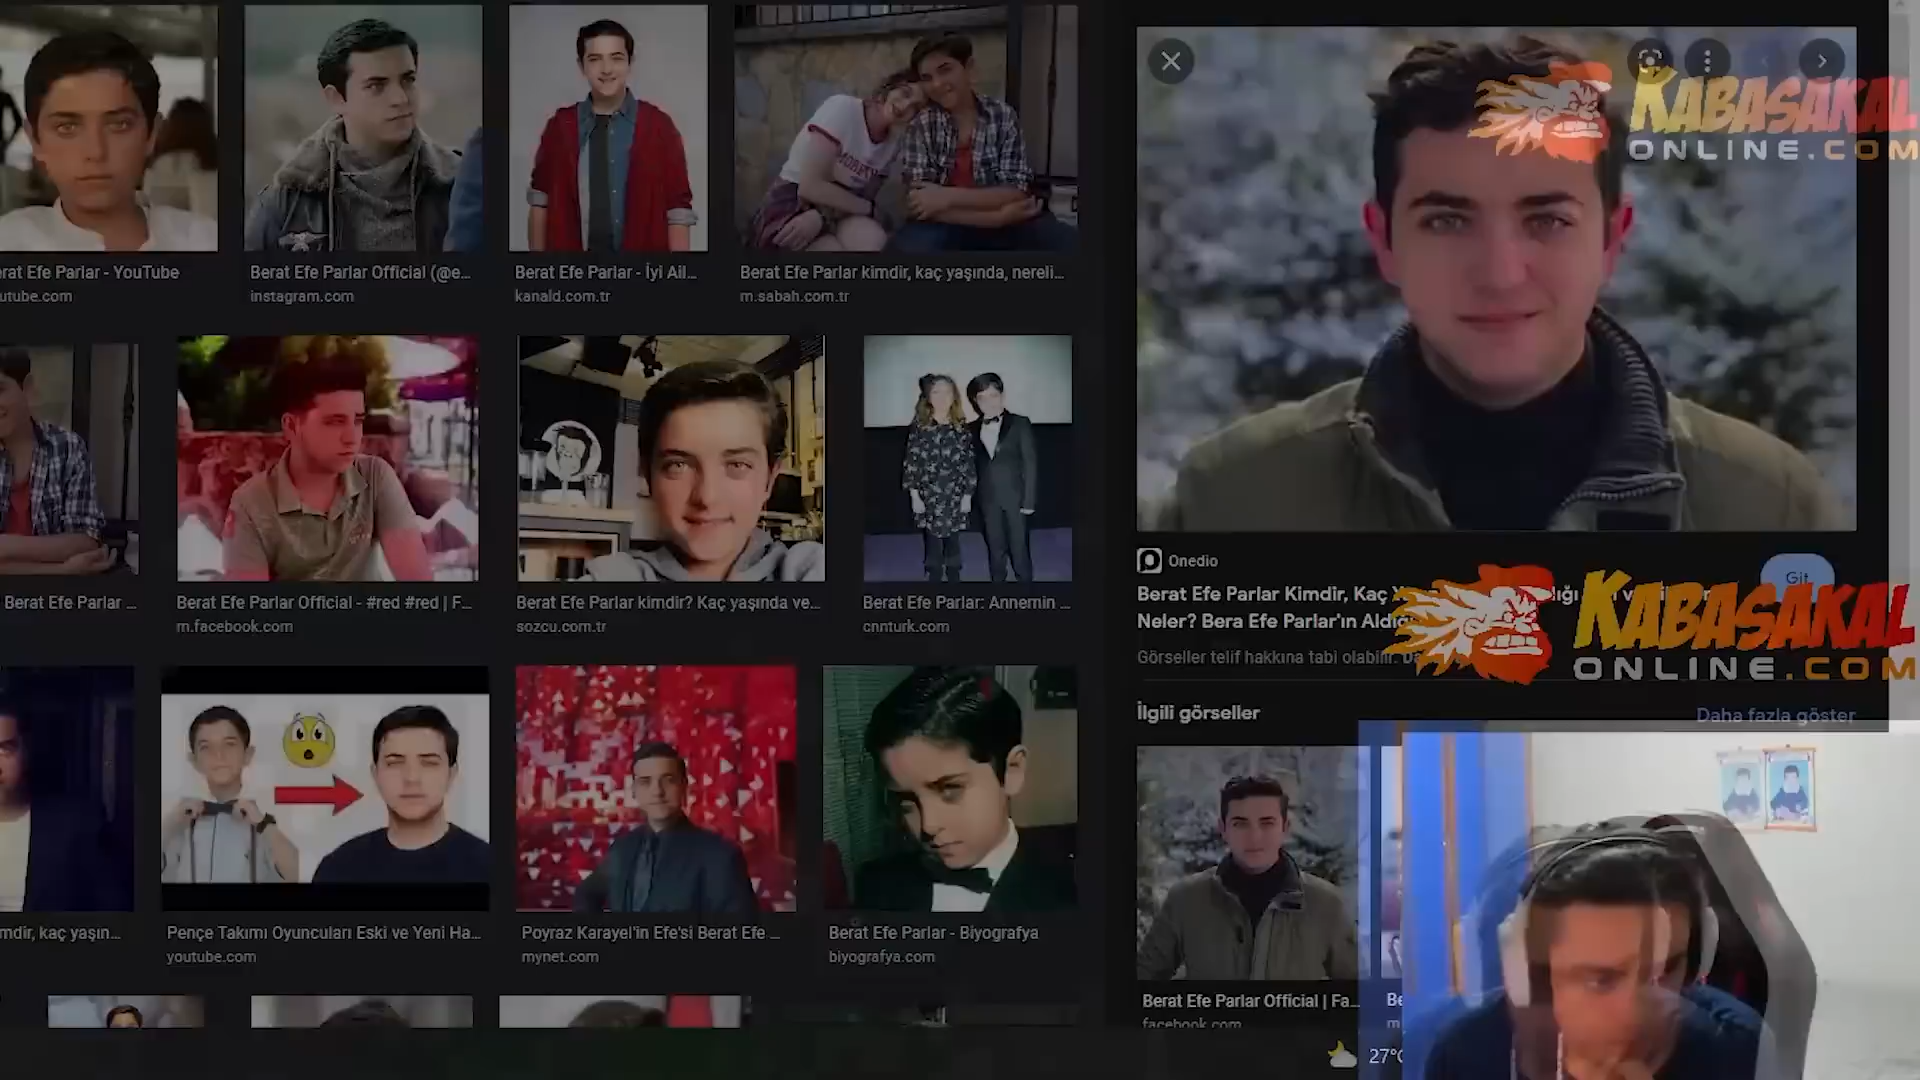 KABASAKAL
ONLINE.COM
rat Efe Parlar - YouTube
utube.com
Berat Efe Parlar Official (@e...
instagram.com
Berat Efe Parlar - İyi Ail...
kanald.com.tr
Berat Efe Parlar kimdir, kaç yaşında, nereli...
m.sabah.com.tr
MOREN
Onedio
Git
Berat Efe Parlar Kimdir, Kaç
Neler? Bera Efe Parlar'ın
Görseller telif hakkına tabi olabilir.
KABASAKAL
ONLINE.COM
Berat Efe Parlar ...
Berat Efe Parlar Official - #red #red | F...
m.facebook.com
Berat Efe Parlar kimdir? Kaç yaşında ve...
sozcu.com.tr
Berat Efe Parlar: Annemin ...
cnnturk.com
İlgili görseller
Daha fazla göster
mdir, kaç yaşın...
Pençe Takımı Oyuncuları Eski ve Yeni Ha...
youtube.com
Poyraz Karayel'in Efe'si Berat Efe ...
mynet.com
Berat Efe Parlar - Biyografya
biyografya.com
Berat Efe Parlar Official | Fa...
facebook.com
Be
m.
27°C